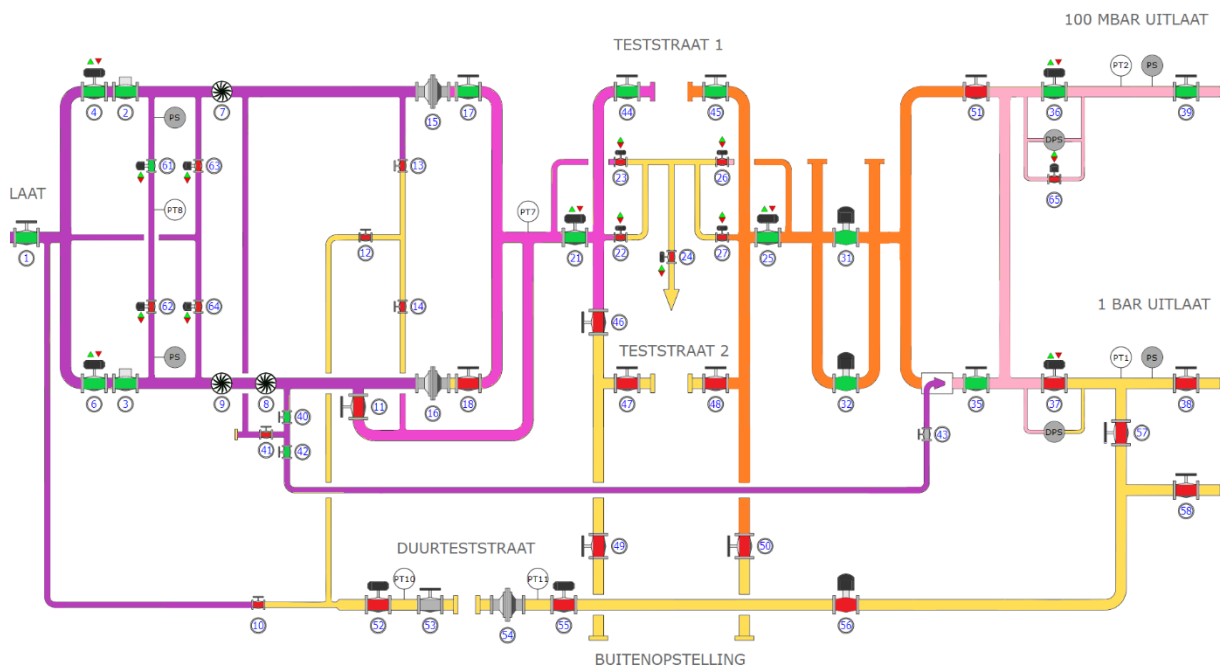 100 MBAR UITLAAT
TESTSTRAAT 1
PT2 PS
4 2 PS 7 15 17 44 45 51 36 39
DPS
61 63 13 23 26
65
LAAT
PT8 PT7
1 12 21 22 24 27 25 31
62 64 14
1 BAR UITLAAT
46
TESTSTRAAT 2
PS PT1 PS
6 3 9 8 11 16 18 47 48 32 35 37 38
40
41 42 43 DPS 57
58
DUURTESTSTRAAT
49 50
PT10 PT11
10 52 53 54 55 56
BUITENOPSTELLING